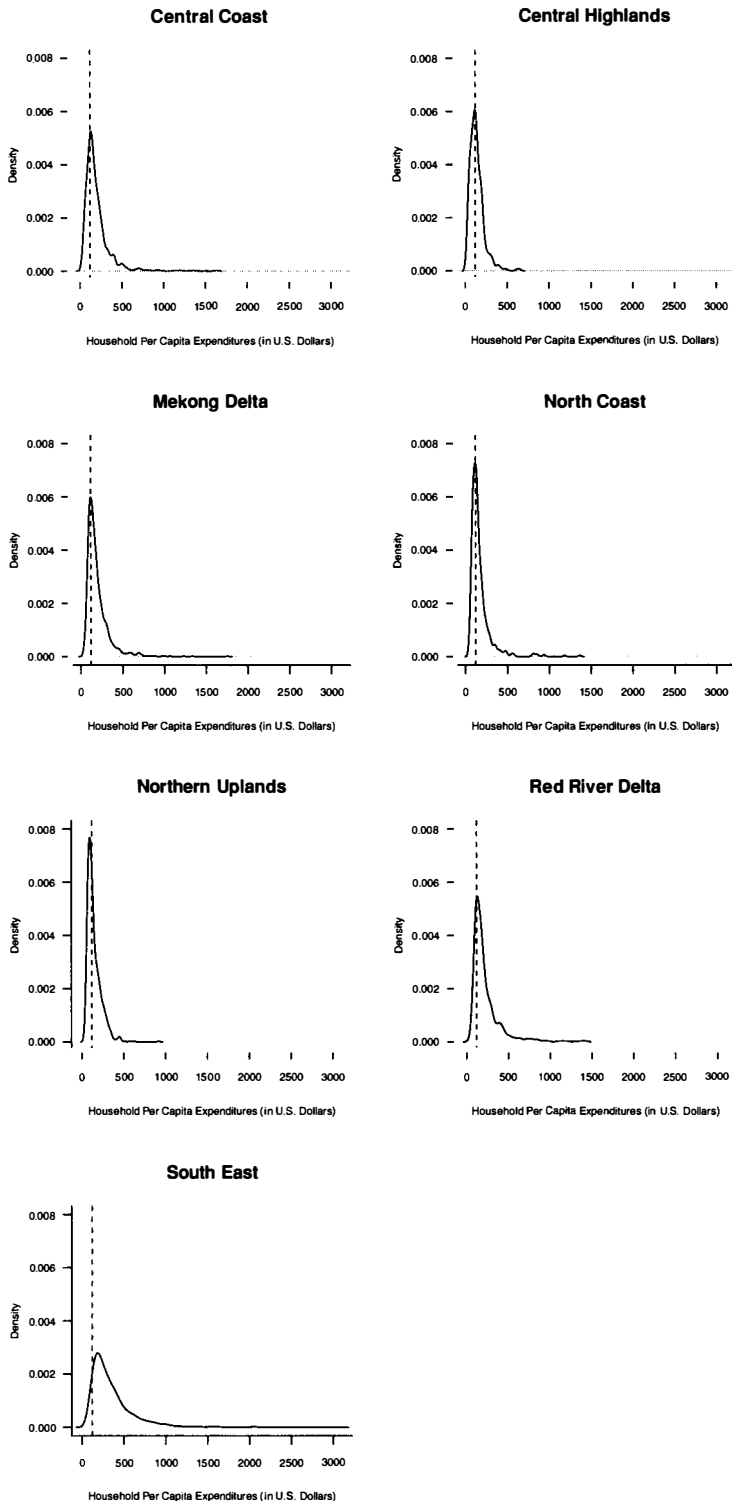 Central Coast
0.008
0.006
0.004
0.002
0.000
Density
0 500 1000 1500 2000 2500 3000
Household Per Capita Expenditures (in U.S. Dollars)
Central Highlands
0.008
0.006
0.004
0.002
0.000
Density
0 500 1000 1500 2000 2500 3000
Household Per Capita Expenditures (in U.S. Dollars)
Mekong Delta
0.008
0.006
0.004
0.002
0.000
Density
0 500 1000 1500 2000 2500 3000
Household Per Capita Expenditures (in U.S. Dollars)
North Coast
0.008
0.006
0.004
0.002
0.000
Density
0 500 1000 1500 2000 2500 3000
Household Per Capita Expenditures (in U.S. Dollars)
Northern Uplands
0.008
0.006
0.004
0.002
0.000
Density
0 500 1000 1500 2000 2500 3000
Household Per Capita Expenditures (in U.S. Dollars)
Red River Delta
0.008
0.006
0.004
0.002
0.000
Density
0 500 1000 1500 2000 2500 3000
Household Per Capita Expenditures (in U.S. Dollars)
South East
0.008
0.006
0.004
0.002
0.000
Density
0 500 1000 1500 2000 2500 3000
Household Per Capita Expenditures (in U.S. Dollars)